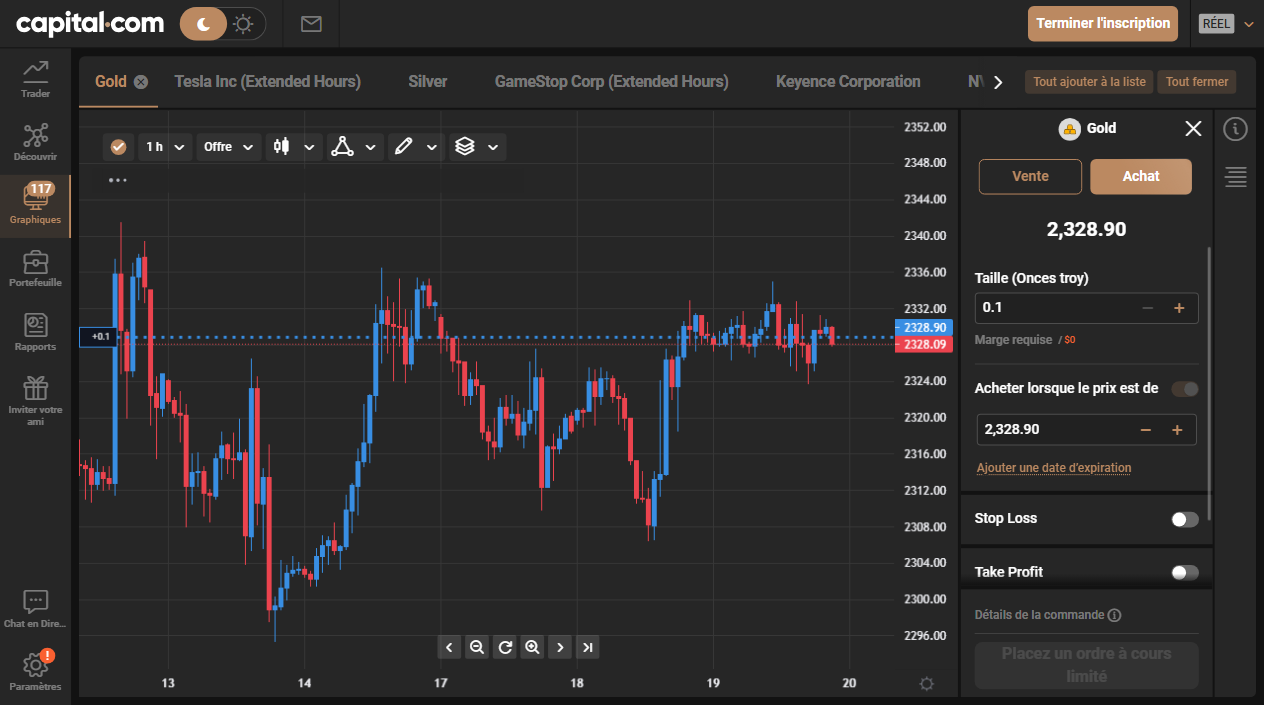 capital.com
Terminer l'inscription
RÉEL
Trader
Découvrir
117
Graphiques
Portefeuille
Rapports
Inviter votre
ami
Chat en Dire...
!
Paramètres
Gold
Tesla Inc (Extended Hours)
Silver
GameStop Corp (Extended Hours)
Keyence Corporation
Tout ajouter à la liste
Tout fermer
1 h
Offre
+0.1
2352.00
2348.00
2344.00
2340.00
2336.00
2332.00
2328.90
2328.09
2324.00
2320.00
2316.00
2312.00
2308.00
2304.00
2300.00
2296.00
13
14
17
18
19
20
Gold
Vente
Achat
2,328.90
Taille (Onces troy)
0.1
Marge requise / $0
Acheter lorsque le prix est de
2,328.90
Ajouter une date d'expiration
Stop Loss
Take Profit
Détails de la commande
Placez un ordre à cours
limité